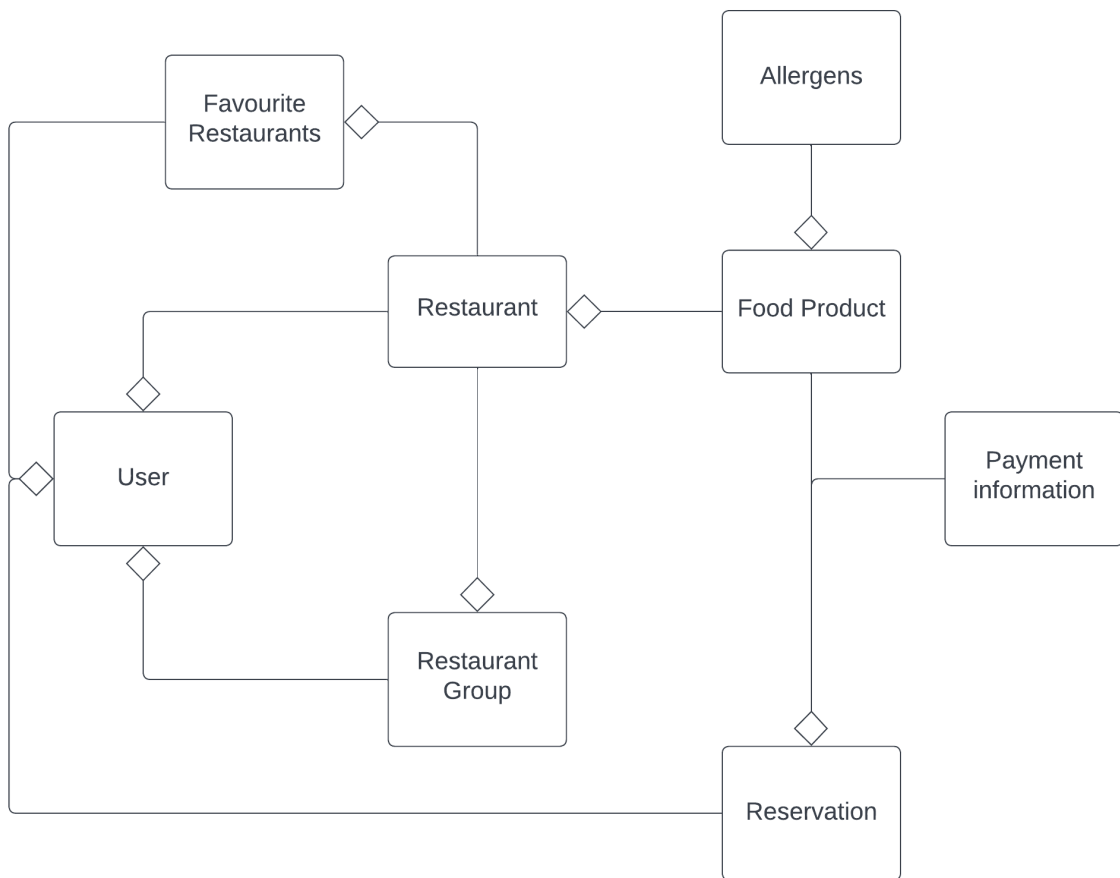 Allergens
Favourite
Restaurants
Restaurant
Food Product
User
Payment
information
Restaurant
Group
Reservation